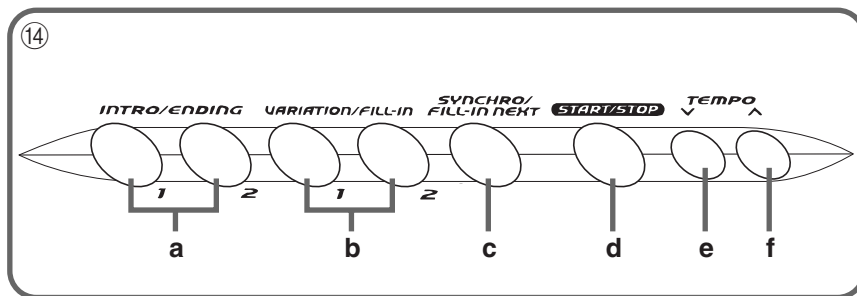 ⑭
INTRO/ENDING VARIATION/FILL-IN SYNCHRO/ FILL-IN NEXT START/STOP TEMPO
∨ ∧
1 2 1 2
a b c d e f